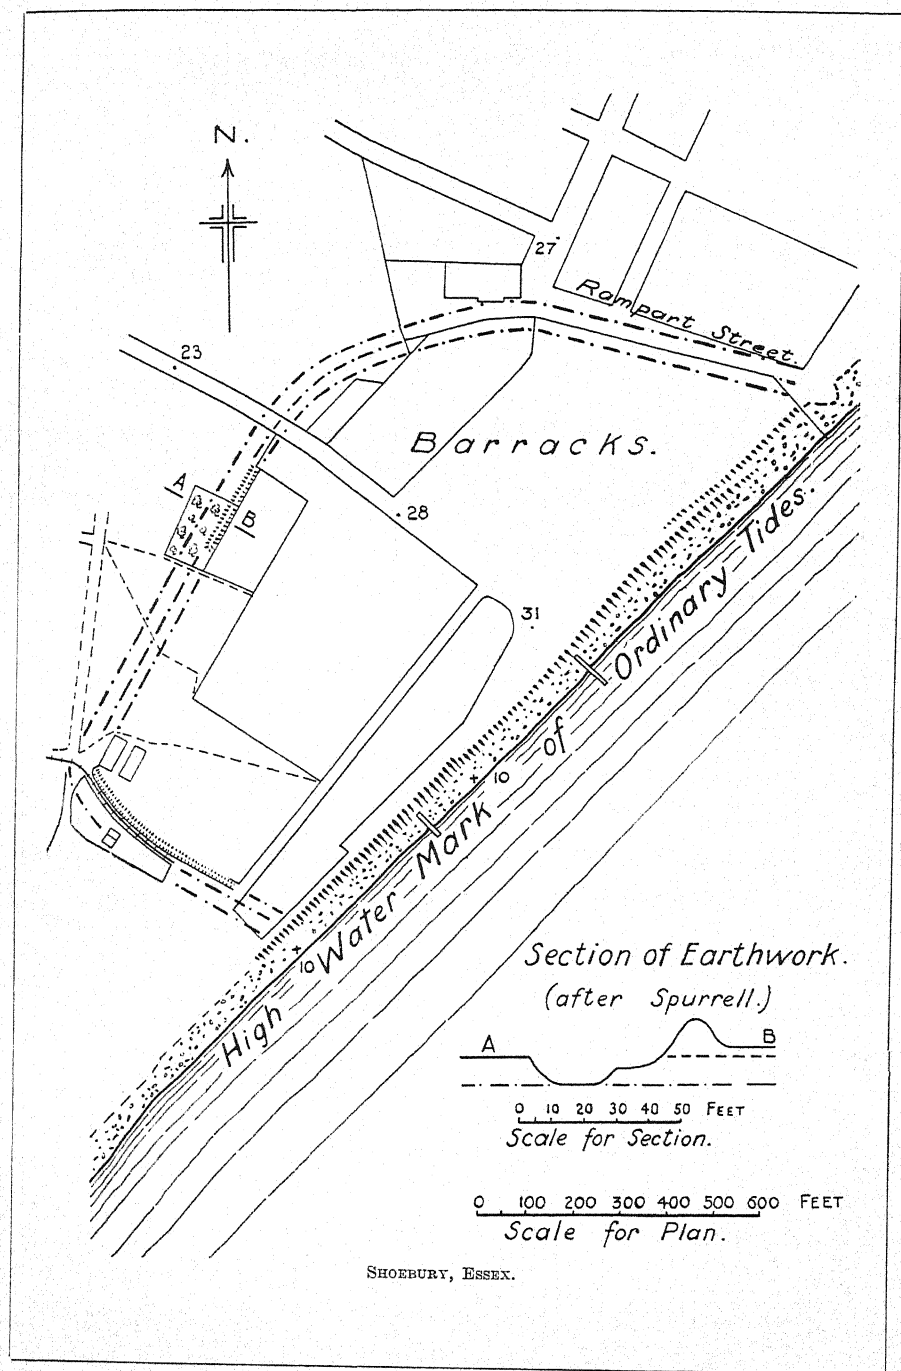 N.
27
Rampart Street.
23
Barracks.
A
B
28
31
High Water Mark of Ordinary Tides.
10
B
10
Section of Earthwork.
(after Spurrell.)
A B
0 10 20 30 40 50 FEET
Scale for Section.
0 100 200 300 400 500 600 FEET
Scale for Plan.
SHOEBURY, ESSEX.